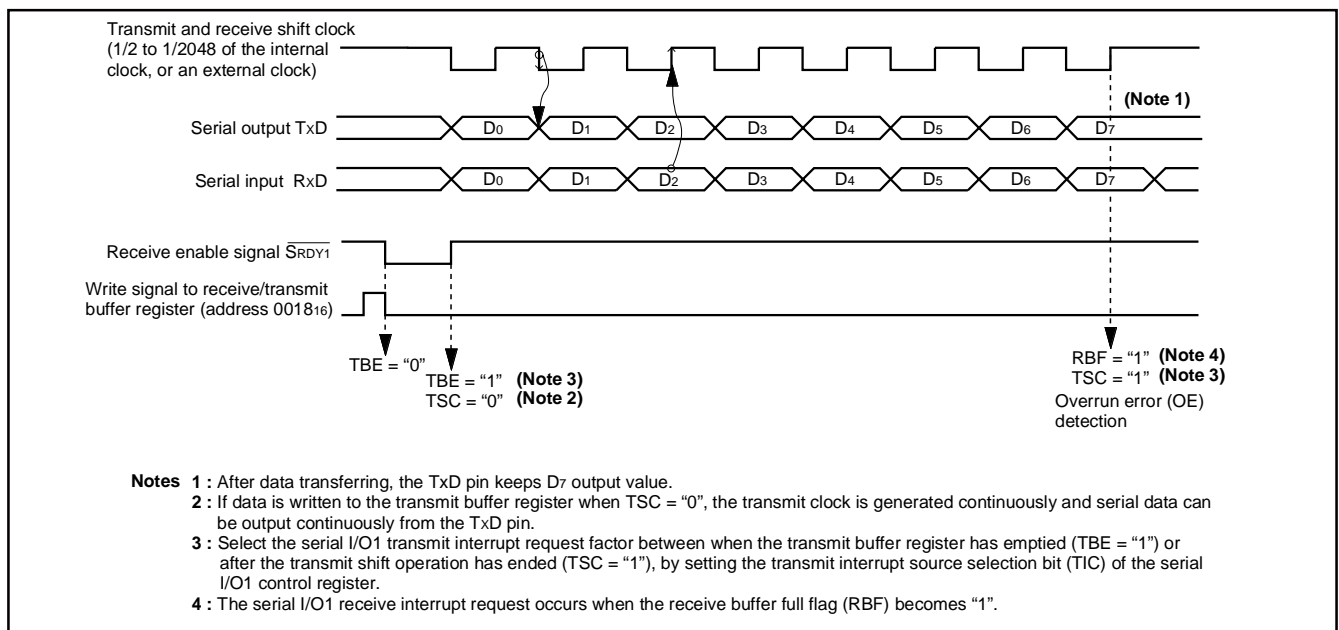 Transmit and receive shift clock
(1/2 to 1/2048 of the internal
clock, or an external clock)
(Note 1)
Serial output TxD
D0 D1 D2 D3 D4 D5 D6 D7
Serial input RxD
D0 D1 D2 D3 D4 D5 D6 D7
Receive enable signal SRDY1
Write signal to receive/transmit
buffer register (address 001816)
TBE = “0”
TBE = “1” (Note 3)
TSC = “0” (Note 2)
RBF = “1” (Note 4)
TSC = “1” (Note 3)
Overrun error (OE)
detection
Notes 1 : After data transferring, the TxD pin keeps D7 output value.
2 : If data is written to the transmit buffer register when TSC = “0”, the transmit clock is generated continuously and serial data can
be output continuously from the TxD pin.
3 : Select the serial I/O1 transmit interrupt request factor between when the transmit buffer register has emptied (TBE = “1”) or
after the transmit shift operation has ended (TSC = “1”), by setting the transmit interrupt source selection bit (TIC) of the serial
I/O1 control register.
4 : The serial I/O1 receive interrupt request occurs when the receive buffer full flag (RBF) becomes “1”.